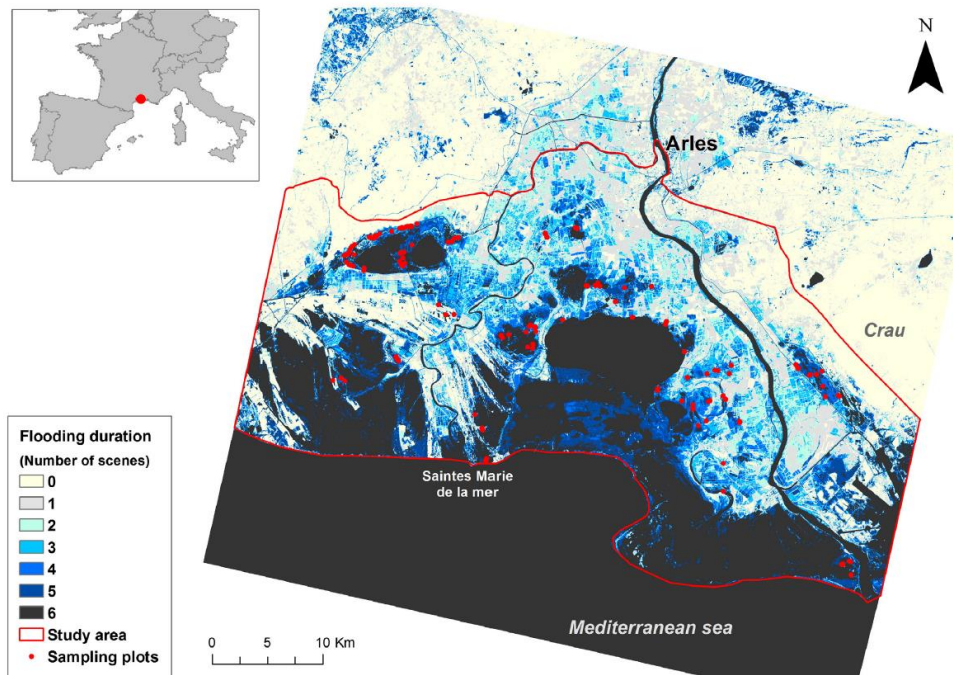 N
Arles
Crau
Saintes Marie
de la mer
Mediterranean sea
Flooding duration
(Number of scenes)
0
1
2
3
4
5
6
Study area
Sampling plots
0 10 Km